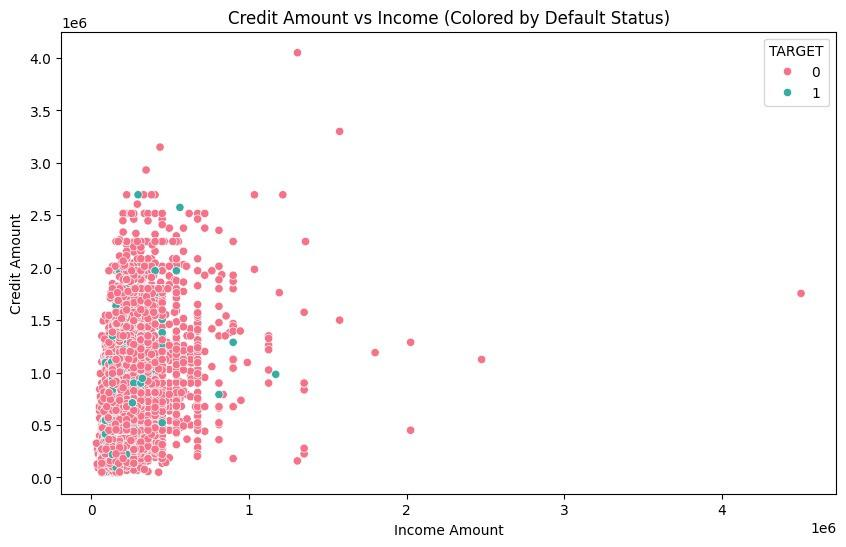 Credit Amount vs Income (Colored by Default Status)
1e6
TARGET
0
1
4.0
3.5
3.0
2.5
2.0
1.5
1.0
0.5
0.0
Credit Amount
0 1 2 3 4
1e6
Income Amount